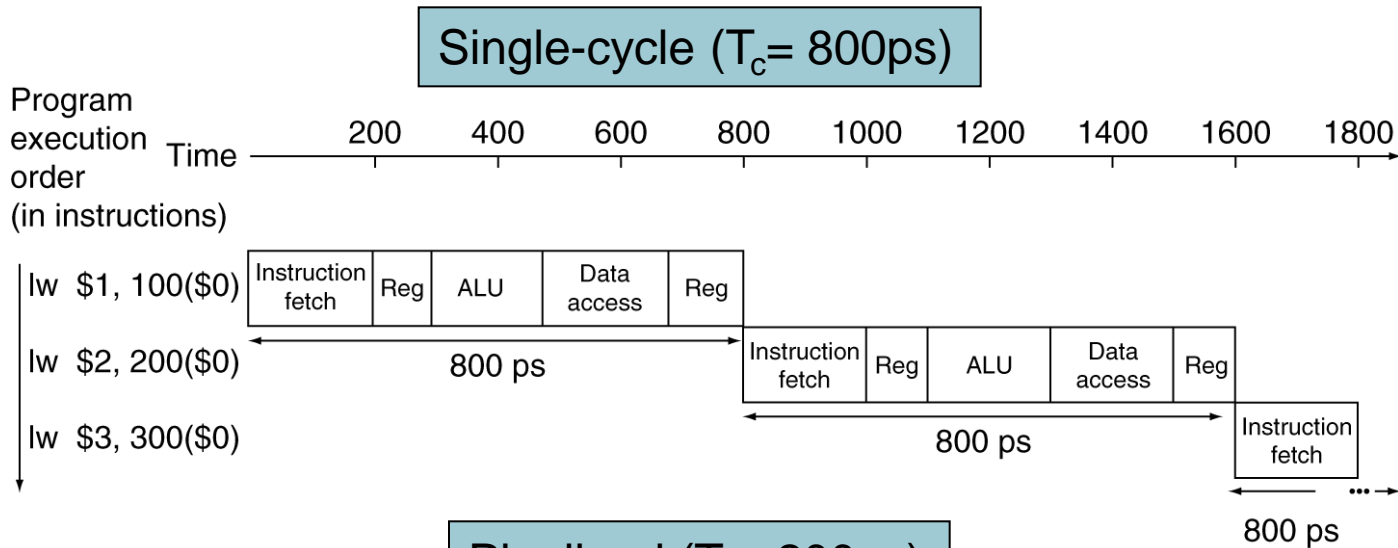 Single-cycle (Tc= 800ps)
Program
execution
order
(in instructions)
Time
200 400 600 800 1000 1200 1400 1600 1800
lw $1, 100($0)
Instruction
fetch
Reg
ALU
Data
access
Reg
800 ps
lw $2, 200($0)
Instruction
fetch
Reg
ALU
Data
access
Reg
800 ps
lw $3, 300($0)
Instruction
fetch
...
800 ps